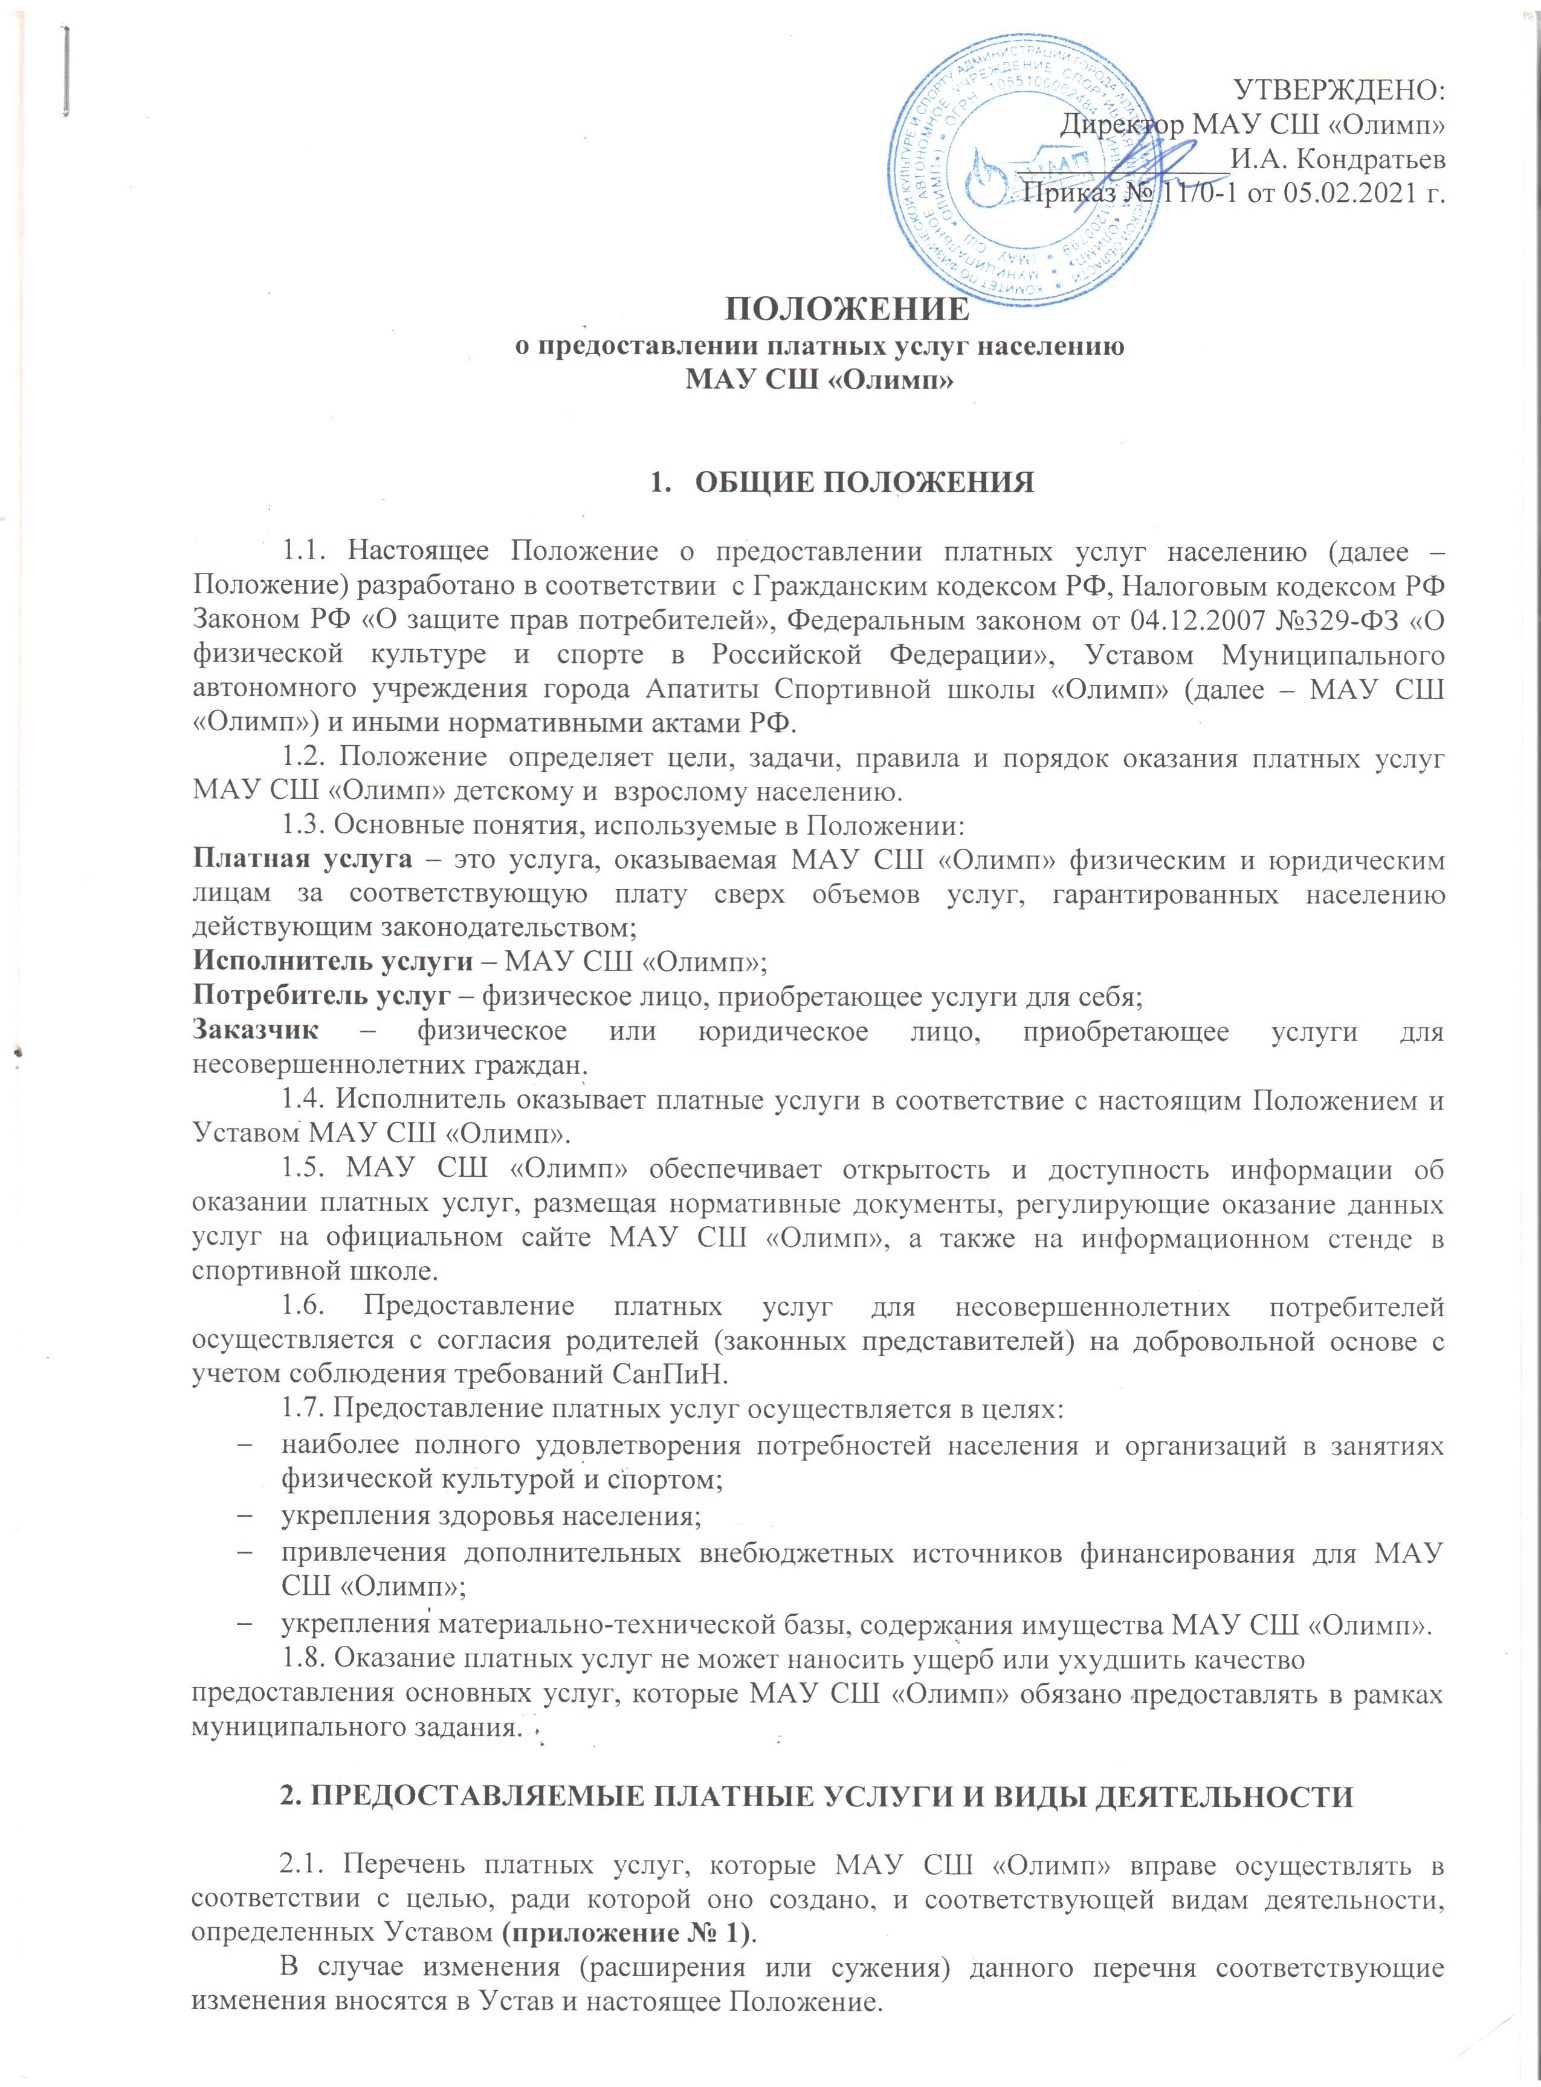 УТВЕРЖДЕНО:
Директор МАУ СШ «Олимп»
И.А. Кондратьев
Приказ № 11/0-1 от 05.02.2021 г.
ПОЛОЖЕНИЕ
о предоставлении платных услуг населению
МАУ СШ «Олимп»
1. ОБЩИЕ ПОЛОЖЕНИЯ
1.1. Настоящее Положение о предоставлении платных услуг населению (далее –
Положение) разработано в соответствии с Гражданским кодексом РФ, Налоговым кодексом РФ
Законом РФ «О защите прав потребителей», Федеральным законом от 04.12.2007 №329-ФЗ «О
физической культуре и спорте в Российской Федерации», Уставом Муниципального
автономного учреждения города Апатиты Спортивной школы «Олимп» (далее – МАУ СШ
«Олимп») и иными нормативными актами РФ.
1.2. Положение определяет цели, задачи, правила и порядок оказания платных услуг
МАУ СШ «Олимп» детскому и взрослому населению.
1.3. Основные понятия, используемые в Положении:
Платная услуга – это услуга, оказываемая МАУ СШ «Олимп» физическим и юридическим
лицам за соответствующую плату сверх объемов услуг, гарантированных населению
действующим законодательством;
Исполнитель услуги – МАУ СШ «Олимп»;
Потребитель услуг – физическое лицо, приобретающее услуги для себя;
Заказчик – физическое или юридическое лицо, приобретающее услуги для
несовершеннолетних граждан.
1.4. Исполнитель оказывает платные услуги в соответствие с настоящим Положением и
Уставом МАУ СШ «Олимп».
1.5. МАУ СШ «Олимп» обеспечивает открытость и доступность информации об
оказании платных услуг, размещая нормативные документы, регулирующие оказание данных
услуг на официальном сайте МАУ СШ «Олимп», а также на информационном стенде в
спортивной школе.
1.6. Предоставление платных услуг для несовершеннолетних потребителей
осуществляется с согласия родителей (законных представителей) на добровольной основе с
учетом соблюдения требований СанПиН.
1.7. Предоставление платных услуг осуществляется в целях:
– наиболее полного удовлетворения потребностей населения и организаций в занятиях
физической культурой и спортом;
– укрепления здоровья населения;
– привлечения дополнительных внебюджетных источников финансирования для МАУ
СШ «Олимп»;
– укрепления материально-технической базы, содержания имущества МАУ СШ «Олимп».
1.8. Оказание платных услуг не может наносить ущерб или ухудшить качество
предоставления основных услуг, которые МАУ СШ «Олимп» обязано предоставлять в рамках
муниципального задания.
2. ПРЕДОСТАВЛЯЕМЫЕ ПЛАТНЫЕ УСЛУГИ И ВИДЫ ДЕЯТЕЛЬНОСТИ
2.1. Перечень платных услуг, которые МАУ СШ «Олимп» вправе осуществлять в
соответствии с целью, ради которой оно создано, и соответствующей видам деятельности,
определенных Уставом (приложение № 1).
В случае изменения (расширения или сужения) данного перечня соответствующие
изменения вносятся в Устав и настоящее Положение.